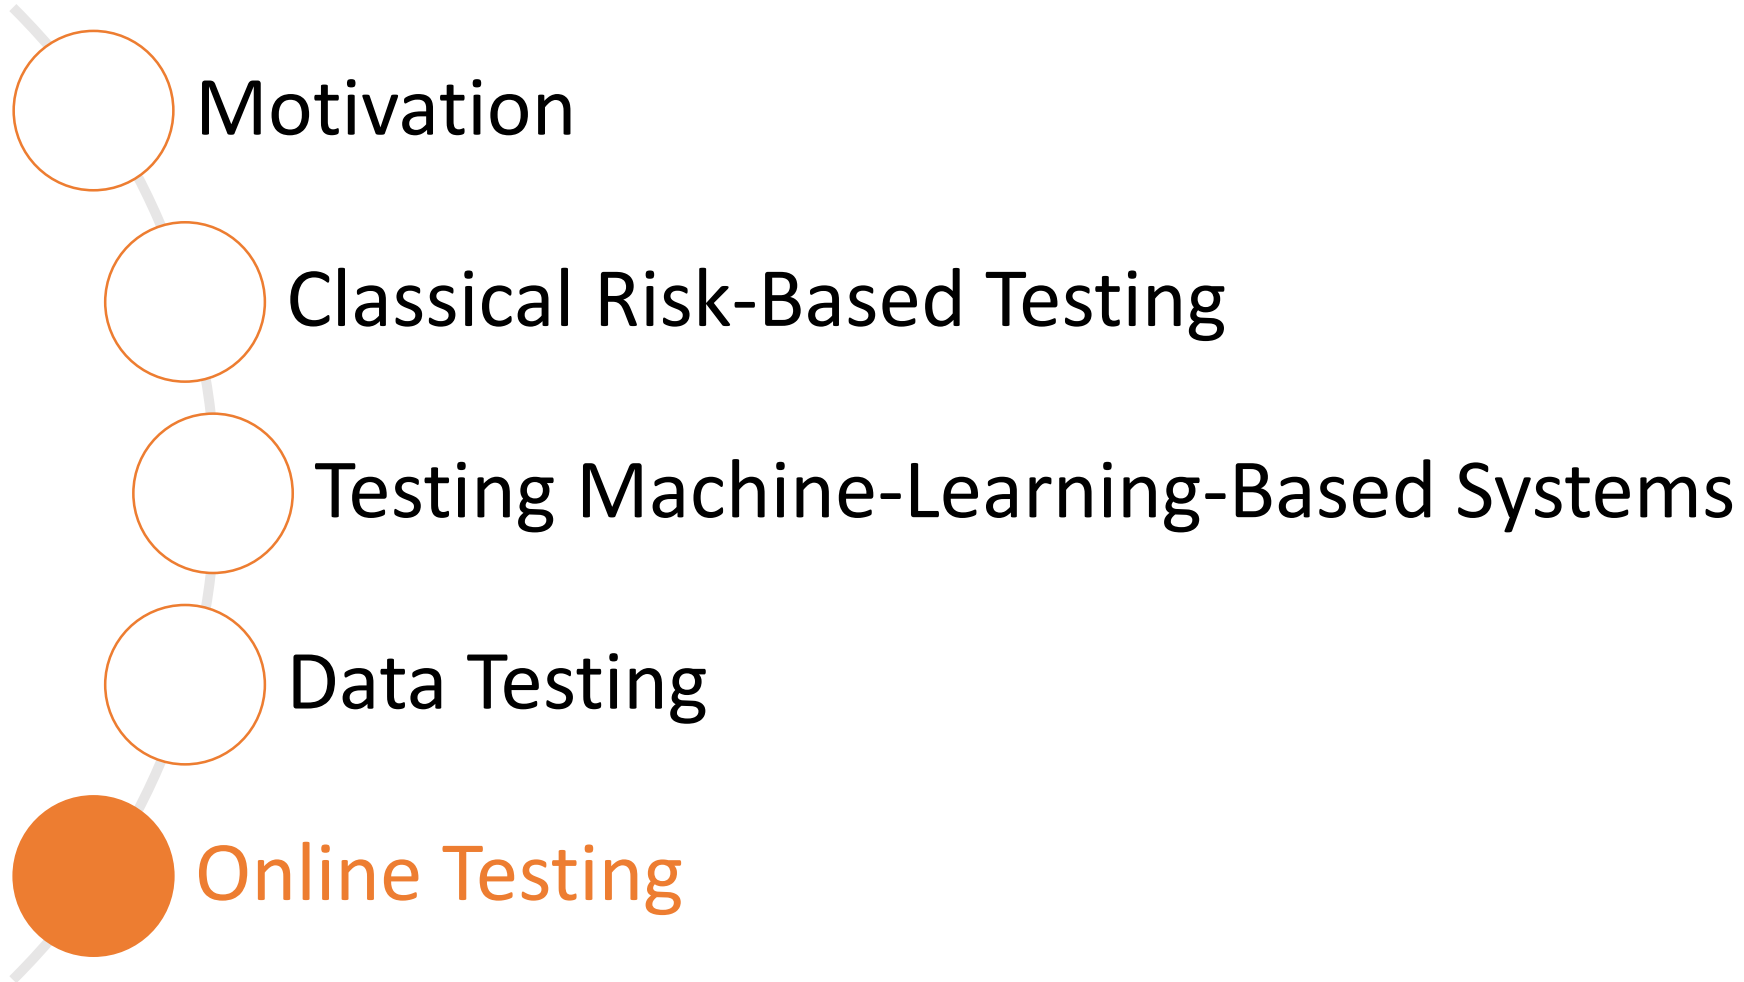 Motivation
Classical Risk-Based Testing
Testing Machine-Learning-Based Systems
Data Testing
Online Testing